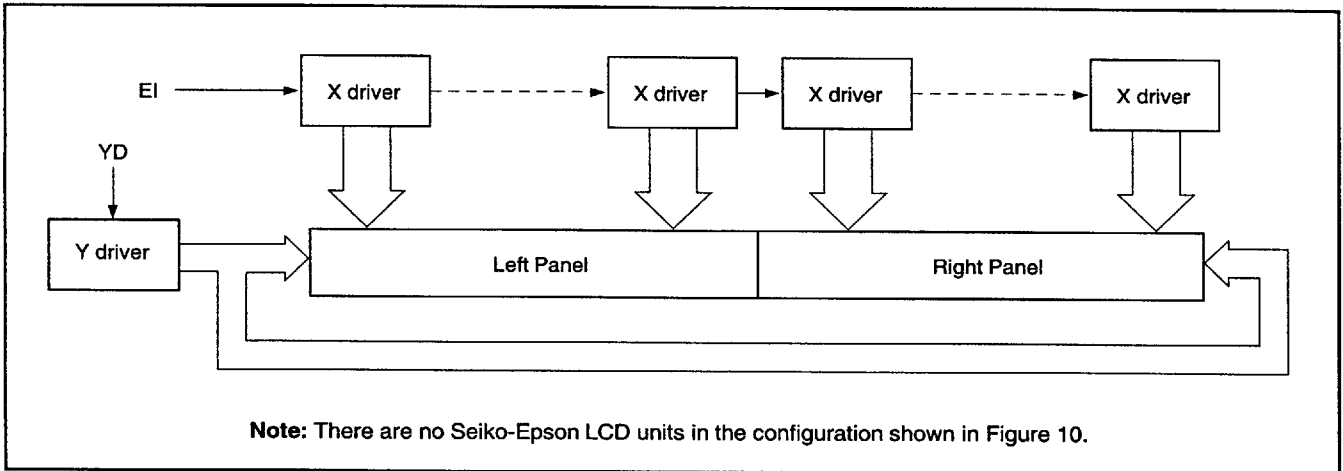 EI
X driver
X driver
X driver
X driver
YD
Y driver
Left Panel
Right Panel
Note: There are no Seiko-Epson LCD units in the configuration shown in Figure 10.